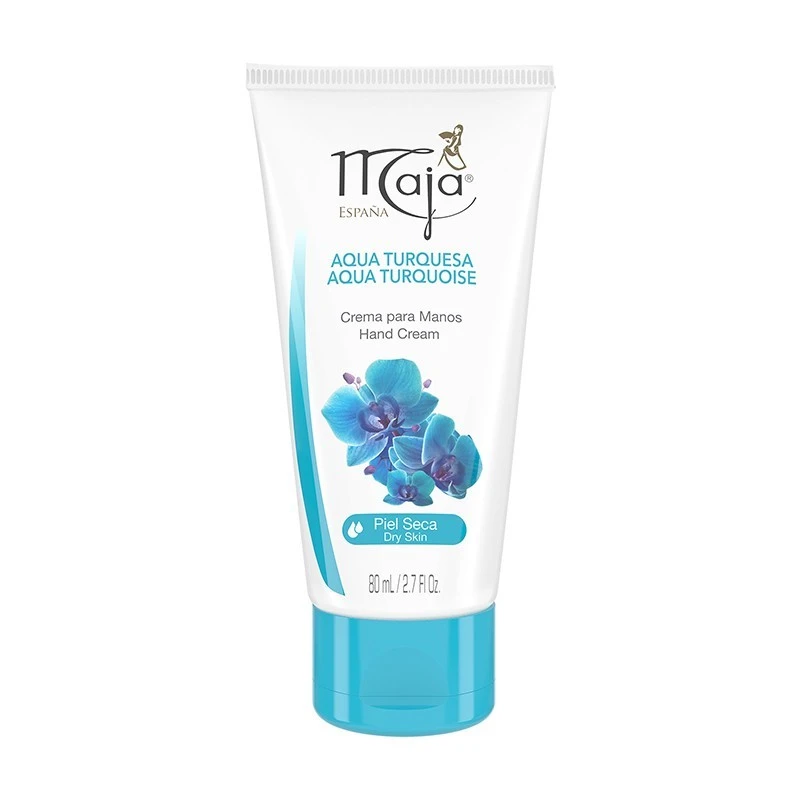 Maja®
ESPAÑA
AQUA TURQUESA
AQUA TURQUOISE
Crema para Manos
Hand Cream
Piel Seca
Dry Skin
80 mL / 2.7 Fl Oz.